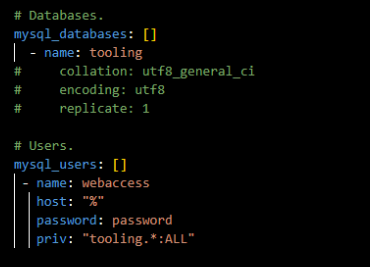 # Databases.
mysql_databases: []
  - name: tooling
#     collation: utf8_general_ci
#     encoding: utf8
#     replicate: 1

# Users.
mysql_users: []
 - name: webaccess
   host: "%"
   password: password
   priv: "tooling.*:ALL"